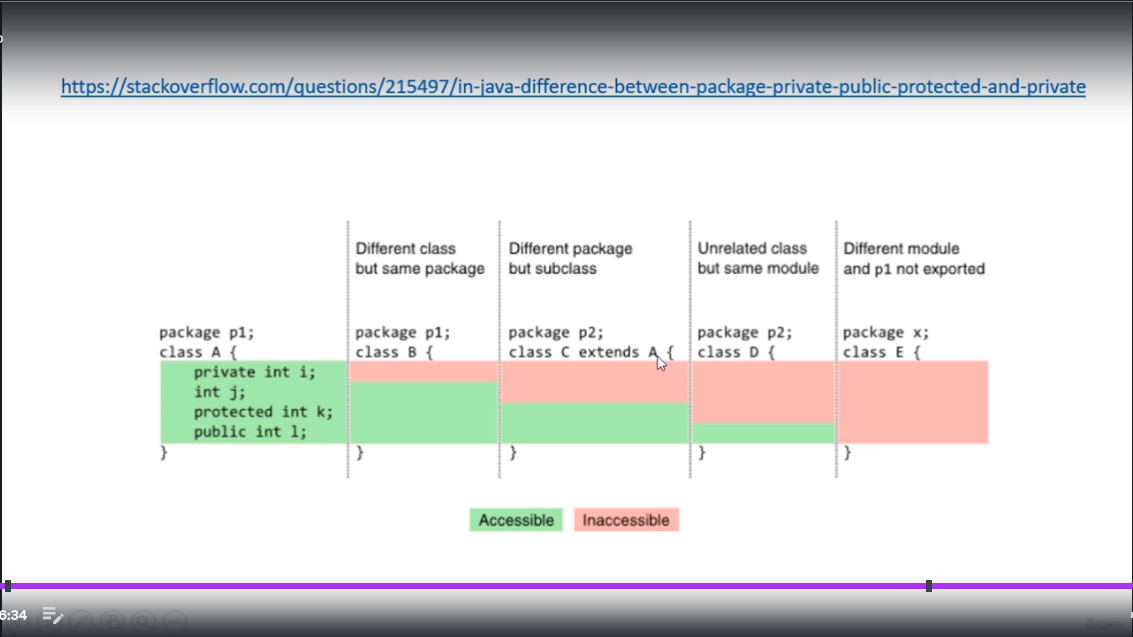 https://stackoverflow.com/questions/215497/in-java-difference-between-package-private-public-protected-and-private
Different class
but same package
Different package
but subclass
Unrelated class
but same module
Different module
and p1 not exported
package p1;
class A {
private int i;
int j;
protected int k;
public int l;
}
package p1;
class B {
}
package p2;
class C extends A {
}
package p2;
class D {
}
package x;
class E {
}
Accessible
Inaccessible
6:34